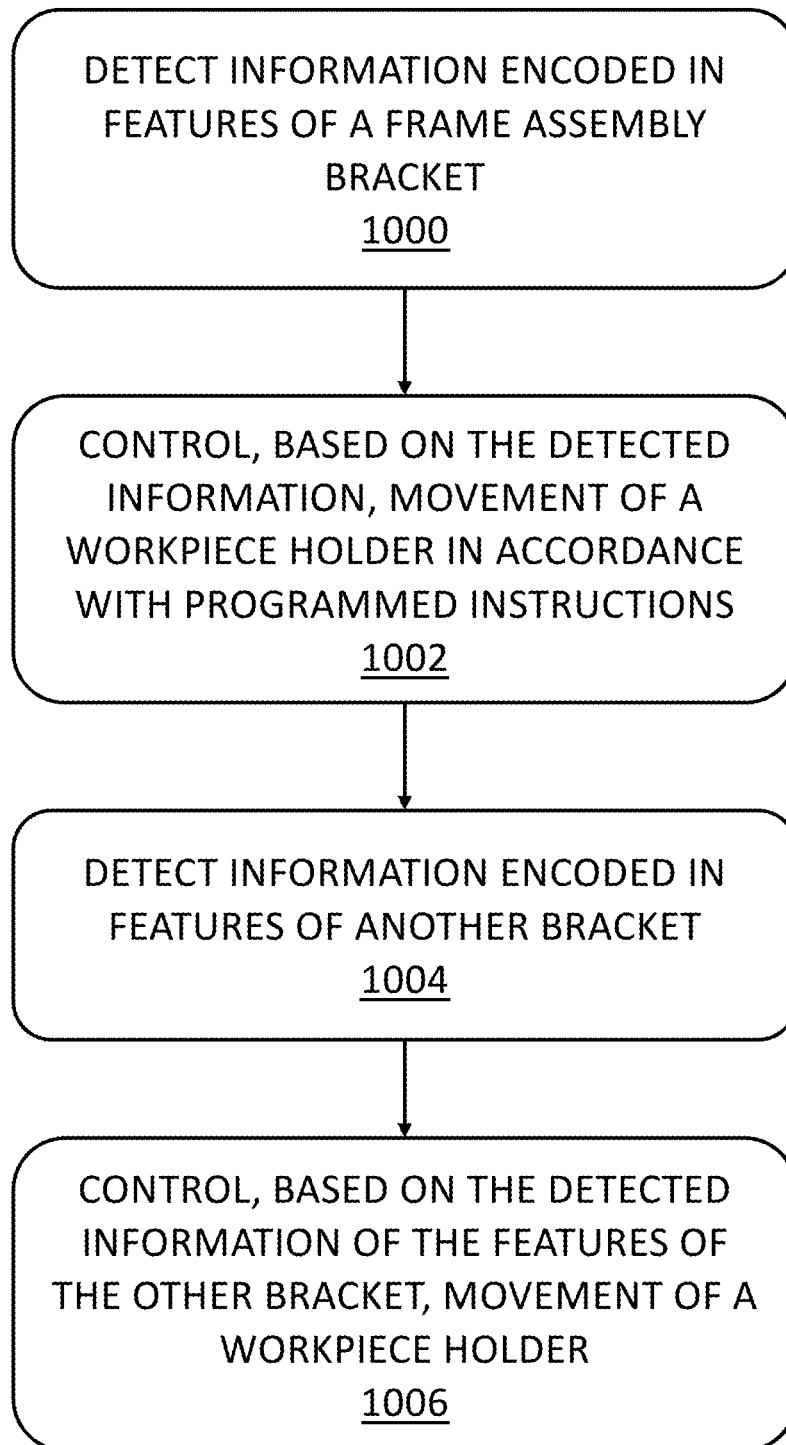 DETECT INFORMATION ENCODED IN
FEATURES OF A FRAME ASSEMBLY
BRACKET
1000
CONTROL, BASED ON THE DETECTED
INFORMATION, MOVEMENT OF A
WORKPIECE HOLDER IN ACCORDANCE
WITH PROGRAMMED INSTRUCTIONS
1002
DETECT INFORMATION ENCODED IN
FEATURES OF ANOTHER BRACKET
1004
CONTROL, BASED ON THE DETECTED
INFORMATION OF THE FEATURES OF
THE OTHER BRACKET, MOVEMENT OF A
WORKPIECE HOLDER
1006